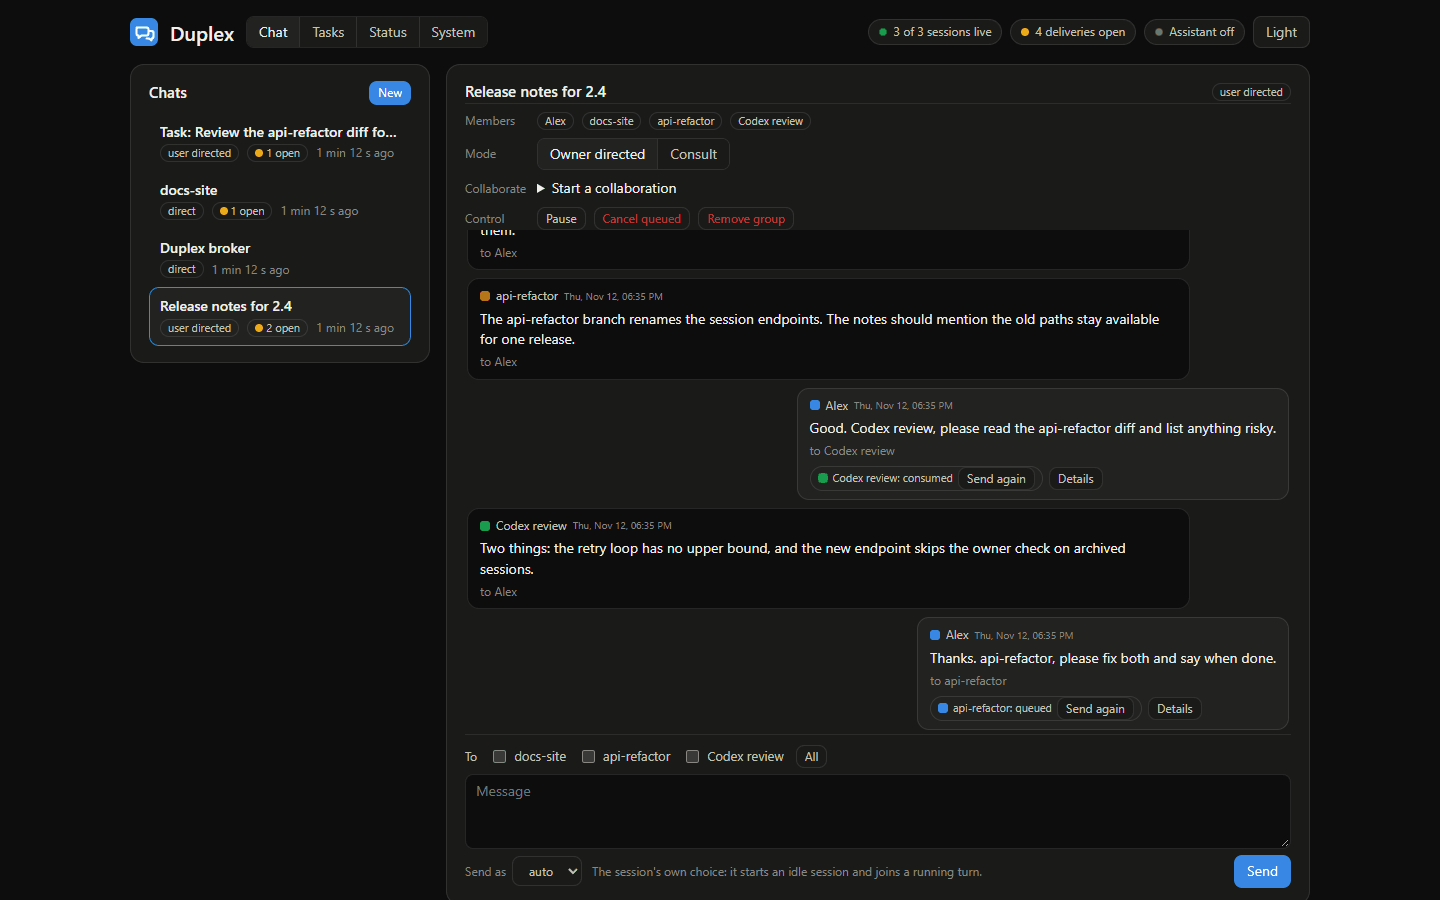 Duplex Chat Tasks Status System 3 of 3 sessions live 4 deliveries open Assistant off Light
Chats New
Task: Review the api-refactor diff fo...
user directed 1 open 1 min 12 s ago
docs-site
direct 1 open 1 min 12 s ago
Duplex broker
direct 1 min 12 s ago
Release notes for 2.4
user directed 2 open 1 min 12 s ago
Release notes for 2.4 user directed
Members Alex docs-site api-refactor Codex review
Mode Owner directed Consult
Collaborate Start a collaboration
Control Pause Cancel queued Remove group
them.
to Alex
api-refactor Thu, Nov 12, 06:35 PM
The api-refactor branch renames the session endpoints. The notes should mention the old paths stay available
for one release.
to Alex
Alex Thu, Nov 12, 06:35 PM
Good. Codex review, please read the api-refactor diff and list anything risky.
to Codex review
Codex review: consumed Send again Details
Codex review Thu, Nov 12, 06:35 PM
Two things: the retry loop has no upper bound, and the new endpoint skips the owner check on archived
sessions.
to Alex
Alex Thu, Nov 12, 06:35 PM
Thanks. api-refactor, please fix both and say when done.
to api-refactor
api-refactor: queued Send again Details
To docs-site api-refactor Codex review All
Message
Send as auto The session's own choice: it starts an idle session and joins a running turn. Send